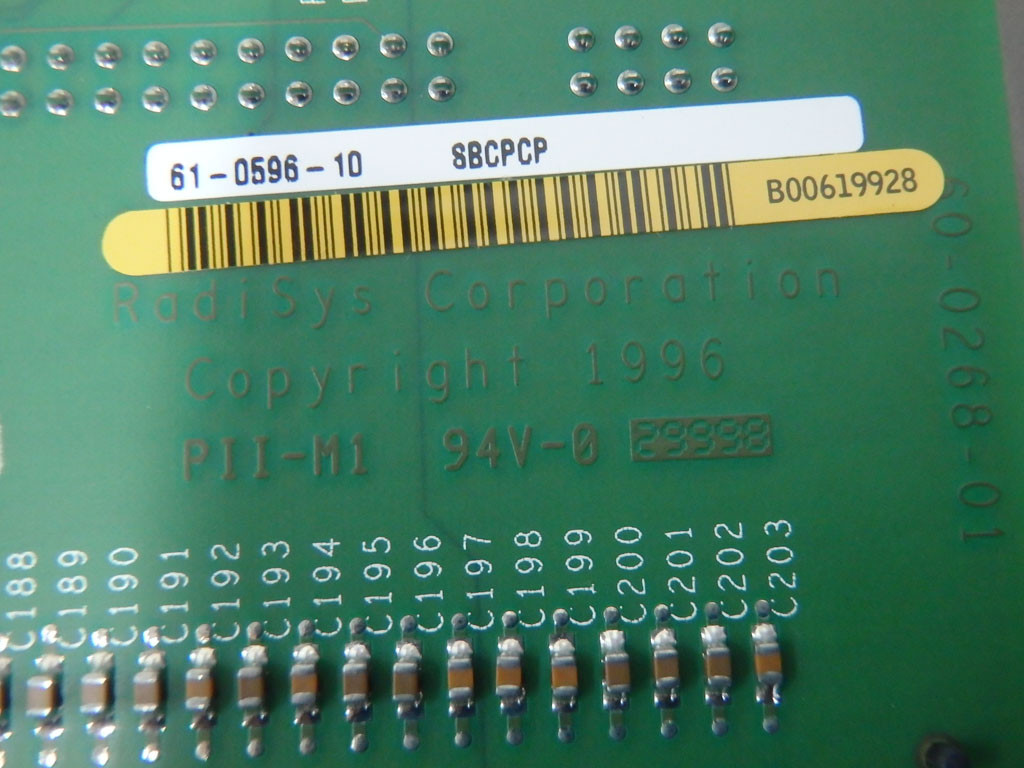 61-0596-10 SBCPCP
B00619928
RadiSys Corporation
Copyright 1996
PII-M1 94V-0
60-0268-01
C188 C189 C190 C191 C192 C193 C194 C195 C196 C197 C198 C199 C200 C201 C202 C203